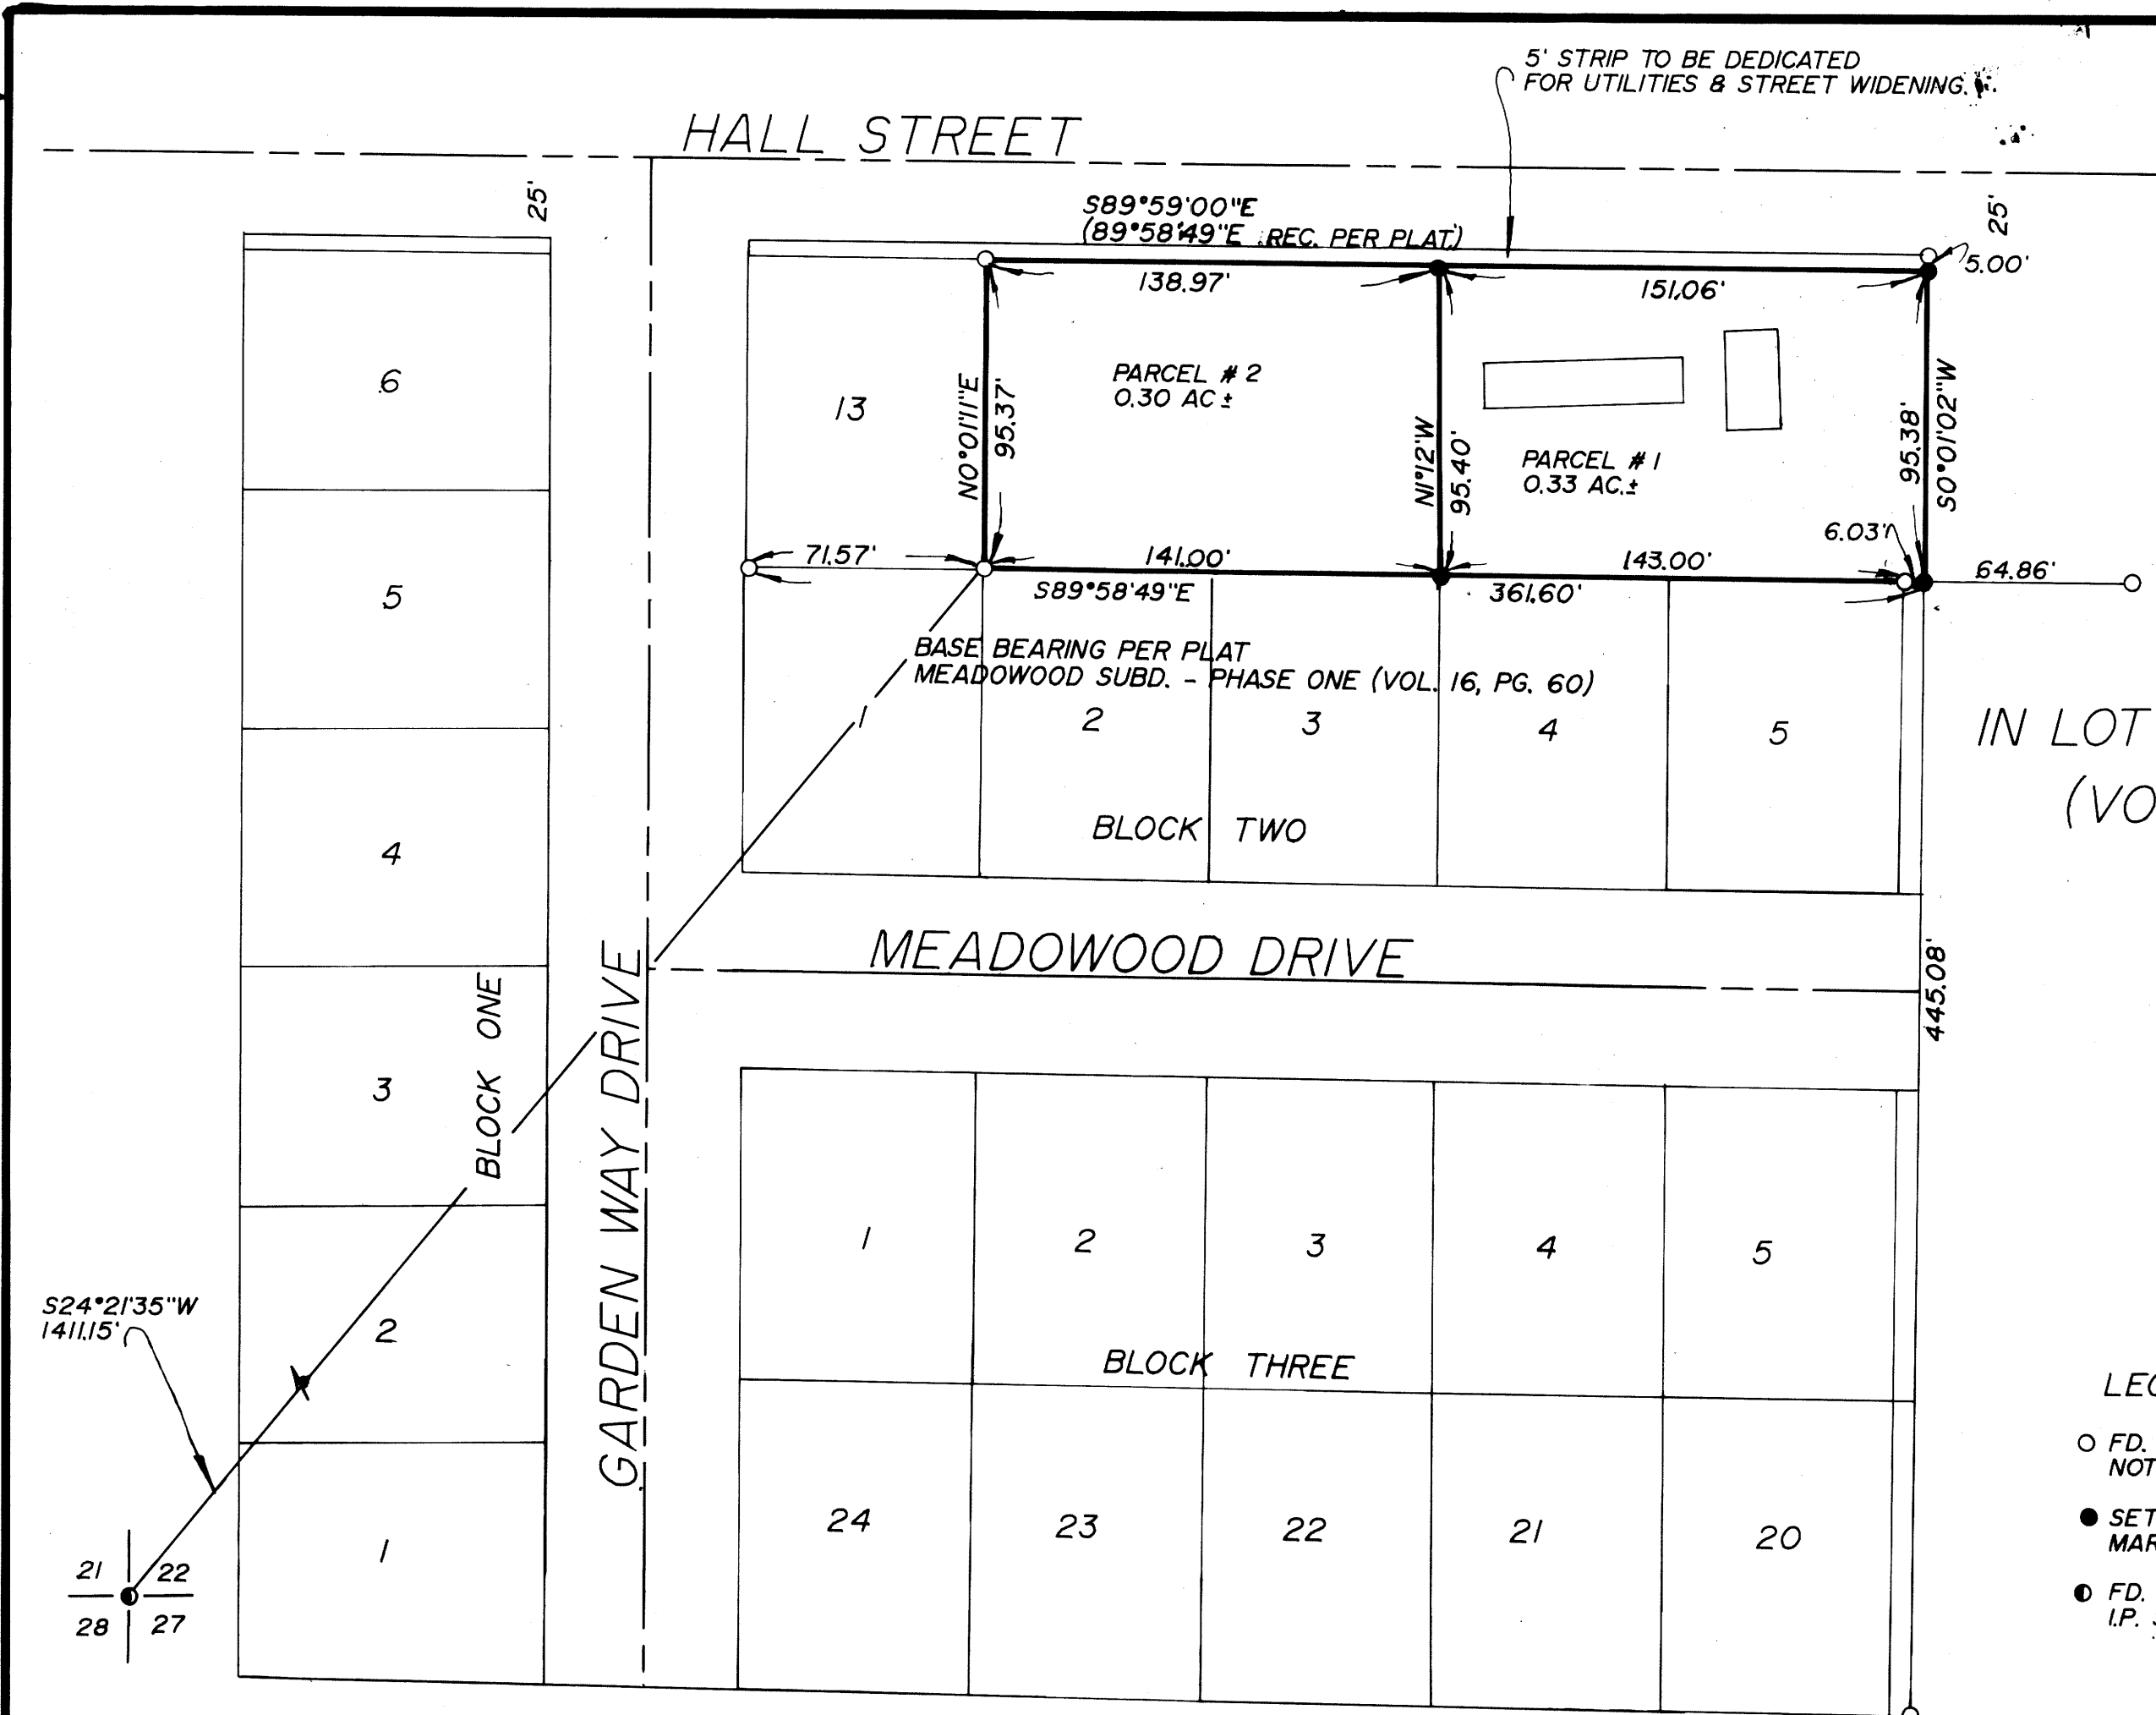 5' STRIP TO BE DEDICATED
FOR UTILITIES & STREET WIDENING.
HALL STREET
25'
25'
S89°59'00"E
(89°58'49"E REC. PER PLAT.)
5.00'
138.97'
151.06'
6
13
PARCEL # 2
0.30 AC ±
N0°01'11"E
95.37'
N1°12'W
95.40'
PARCEL # 1
0.33 AC.±
95.38'
S0°01'02"W
6.03'
71.57'
141.00'
143.00'
64.86'
S89°58'49"E
361.60'
5
BASE BEARING PER PLAT
MEADOWOOD SUBD. - PHASE ONE (VOL. 16, PG. 60)
1
2
3
4
5
IN LOT
(VO
BLOCK TWO
4
MEADOWOOD DRIVE
445.08'
BLOCK ONE
GARDEN WAY DRIVE
3
1
2
3
4
5
S24°21'35"W
1411.15'
2
BLOCK THREE
LEG
FD.
NOT
24
23
22
21
20
SET
MAR
1
21
22
28
27
FD.
I.P.